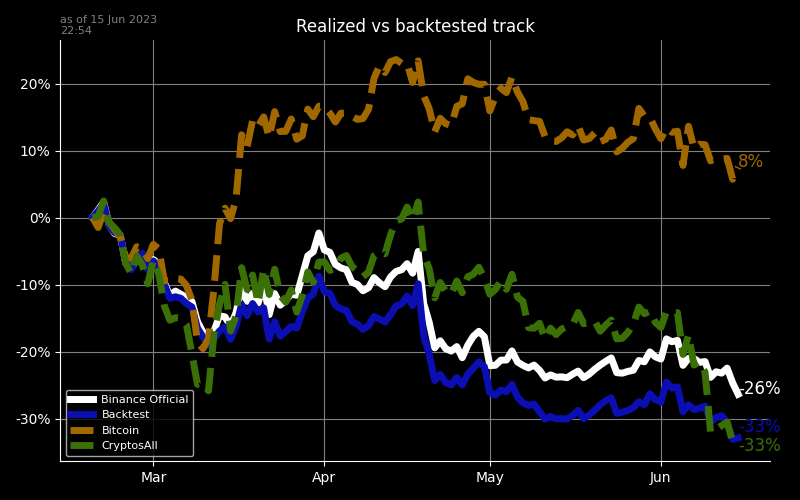 as of 15 Jun 2023
22:54
Realized vs backtested track
20%
10%
0%
-10%
-20%
-30%
8%
-26%
-33%
-33%
Binance Official
Backtest
Bitcoin
CryptosAll
Mar
Apr
May
Jun